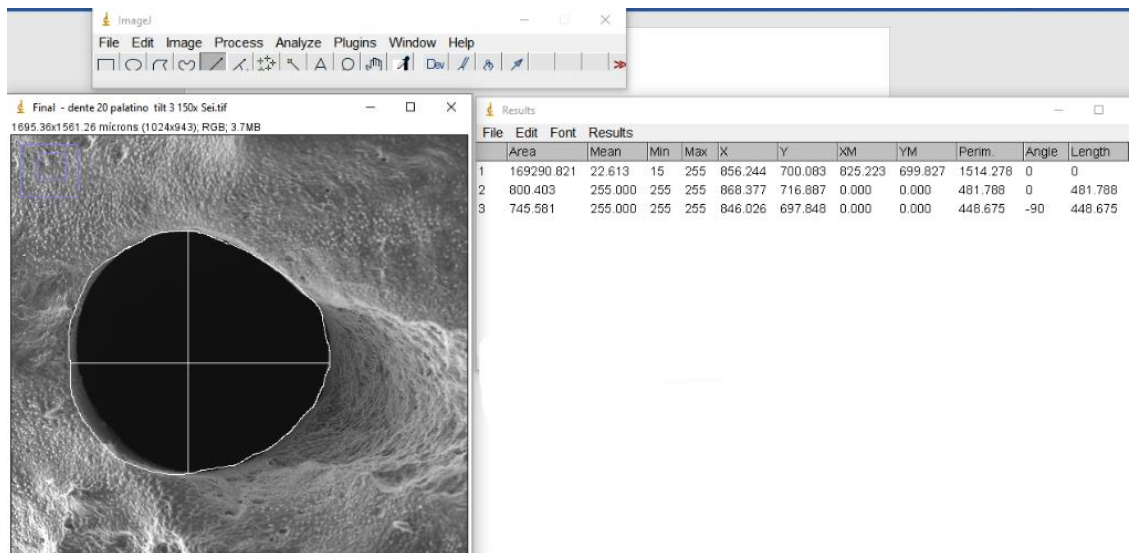 ImageJ
File Edit Image Process Analyze Plugins Window Help
A Dev
Final - dente 20 palatino tilt 3 150x Sei.tif
1695.36x1561.26 microns (1024x943); RGB; 3.7MB
Results
File Edit Font Results
Area Mean Min Max X Y XM YM Perim. Angle Length
1 169290.821 22.613 15 255 856.244 700.083 825.223 699.827 1514.278 0 0
2 800.403 255.000 255 255 868.377 716.887 0.000 0.000 481.788 0 481.788
3 745.581 255.000 255 255 846.026 697.848 0.000 0.000 448.675 -90 448.675